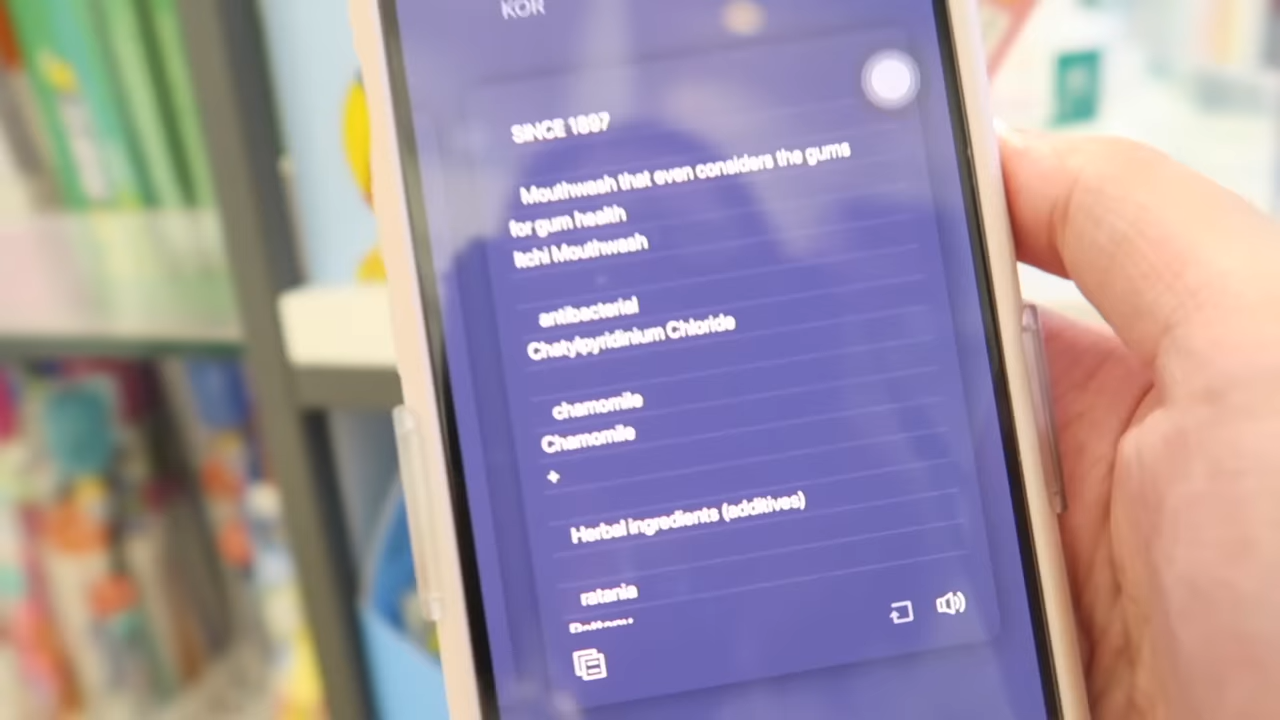 KOR
SINCE 1897
Mouthwash that even considers the gums
for gum health
Itchi Mouthwash
antibacterial
Chatylpyridinium Chloride
chamomile
Chamomile
+
Herbal ingredients (additives)
ratania